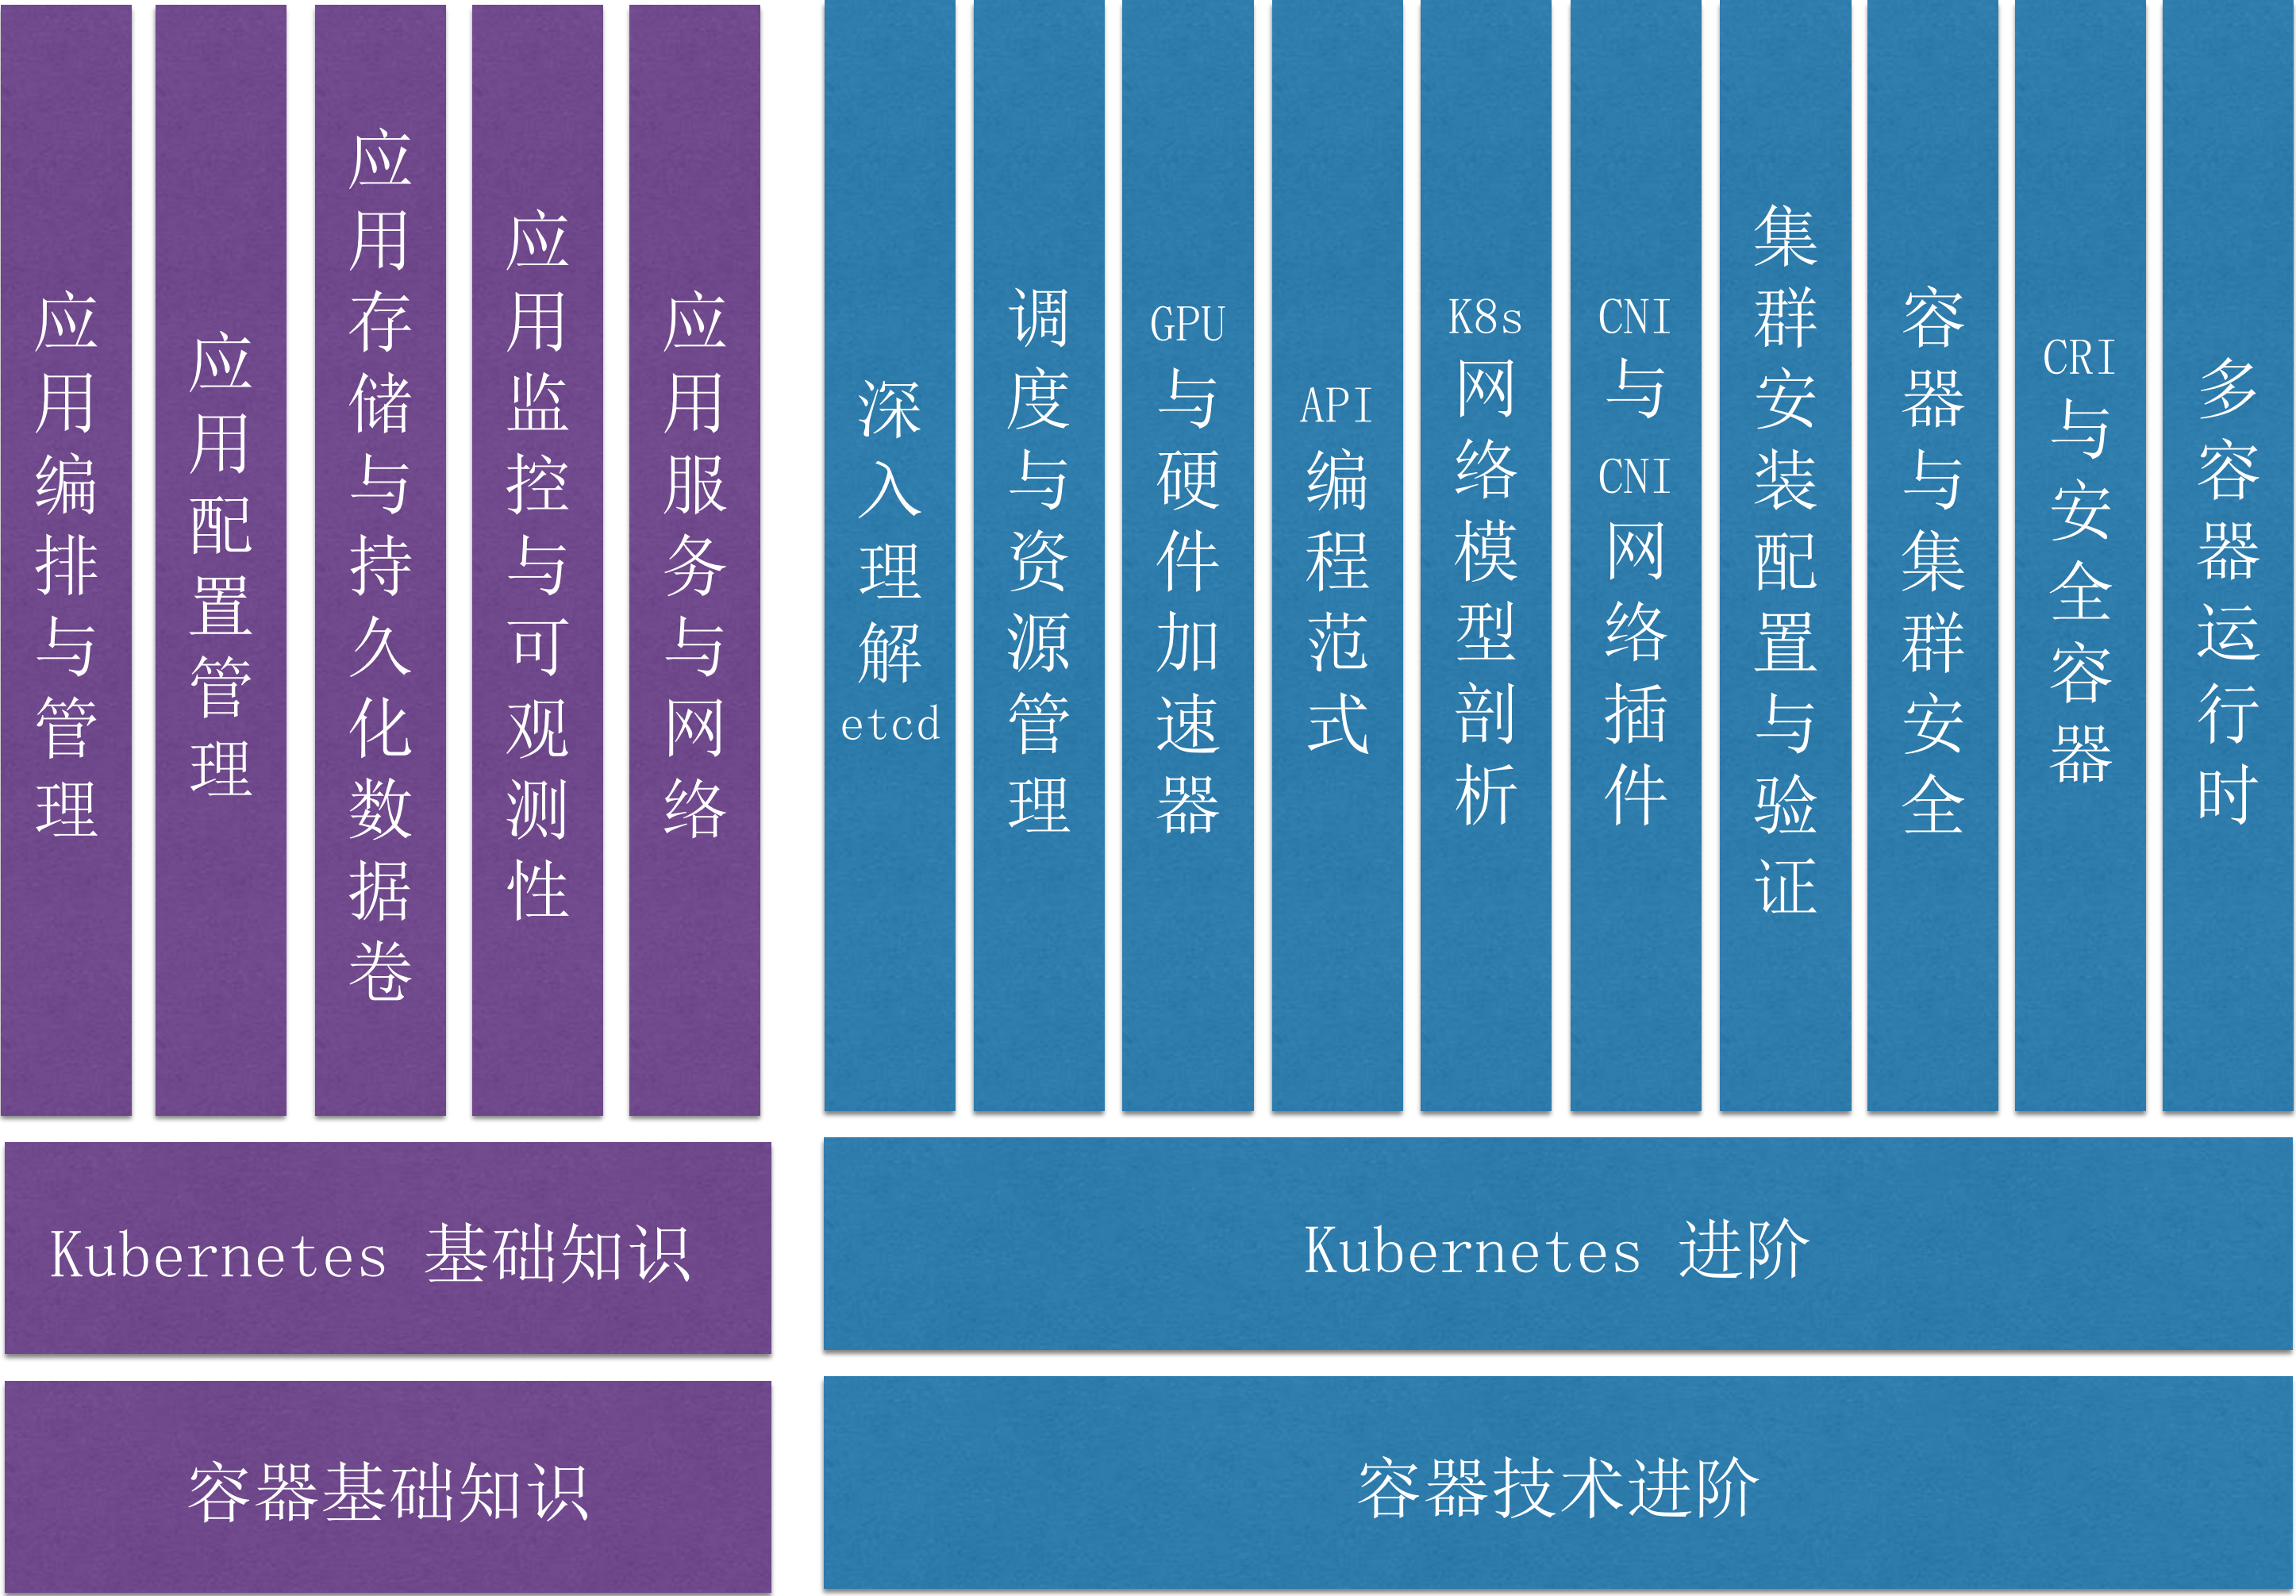 应用编排与管理
应用配置管理
应用存储与持久化数据卷
应用监控与可观测性
应用服务与网络
深入理解etcd
调度与资源管理
GPU与硬件加速器
API编程范式
K8s网络模型剖析
CNI与CNI网络插件
集群安装配置与验证
容器与集群安全
CRI与安全容器
多容器运行时
Kubernetes 基础知识
Kubernetes 进阶
容器基础知识
容器技术进阶